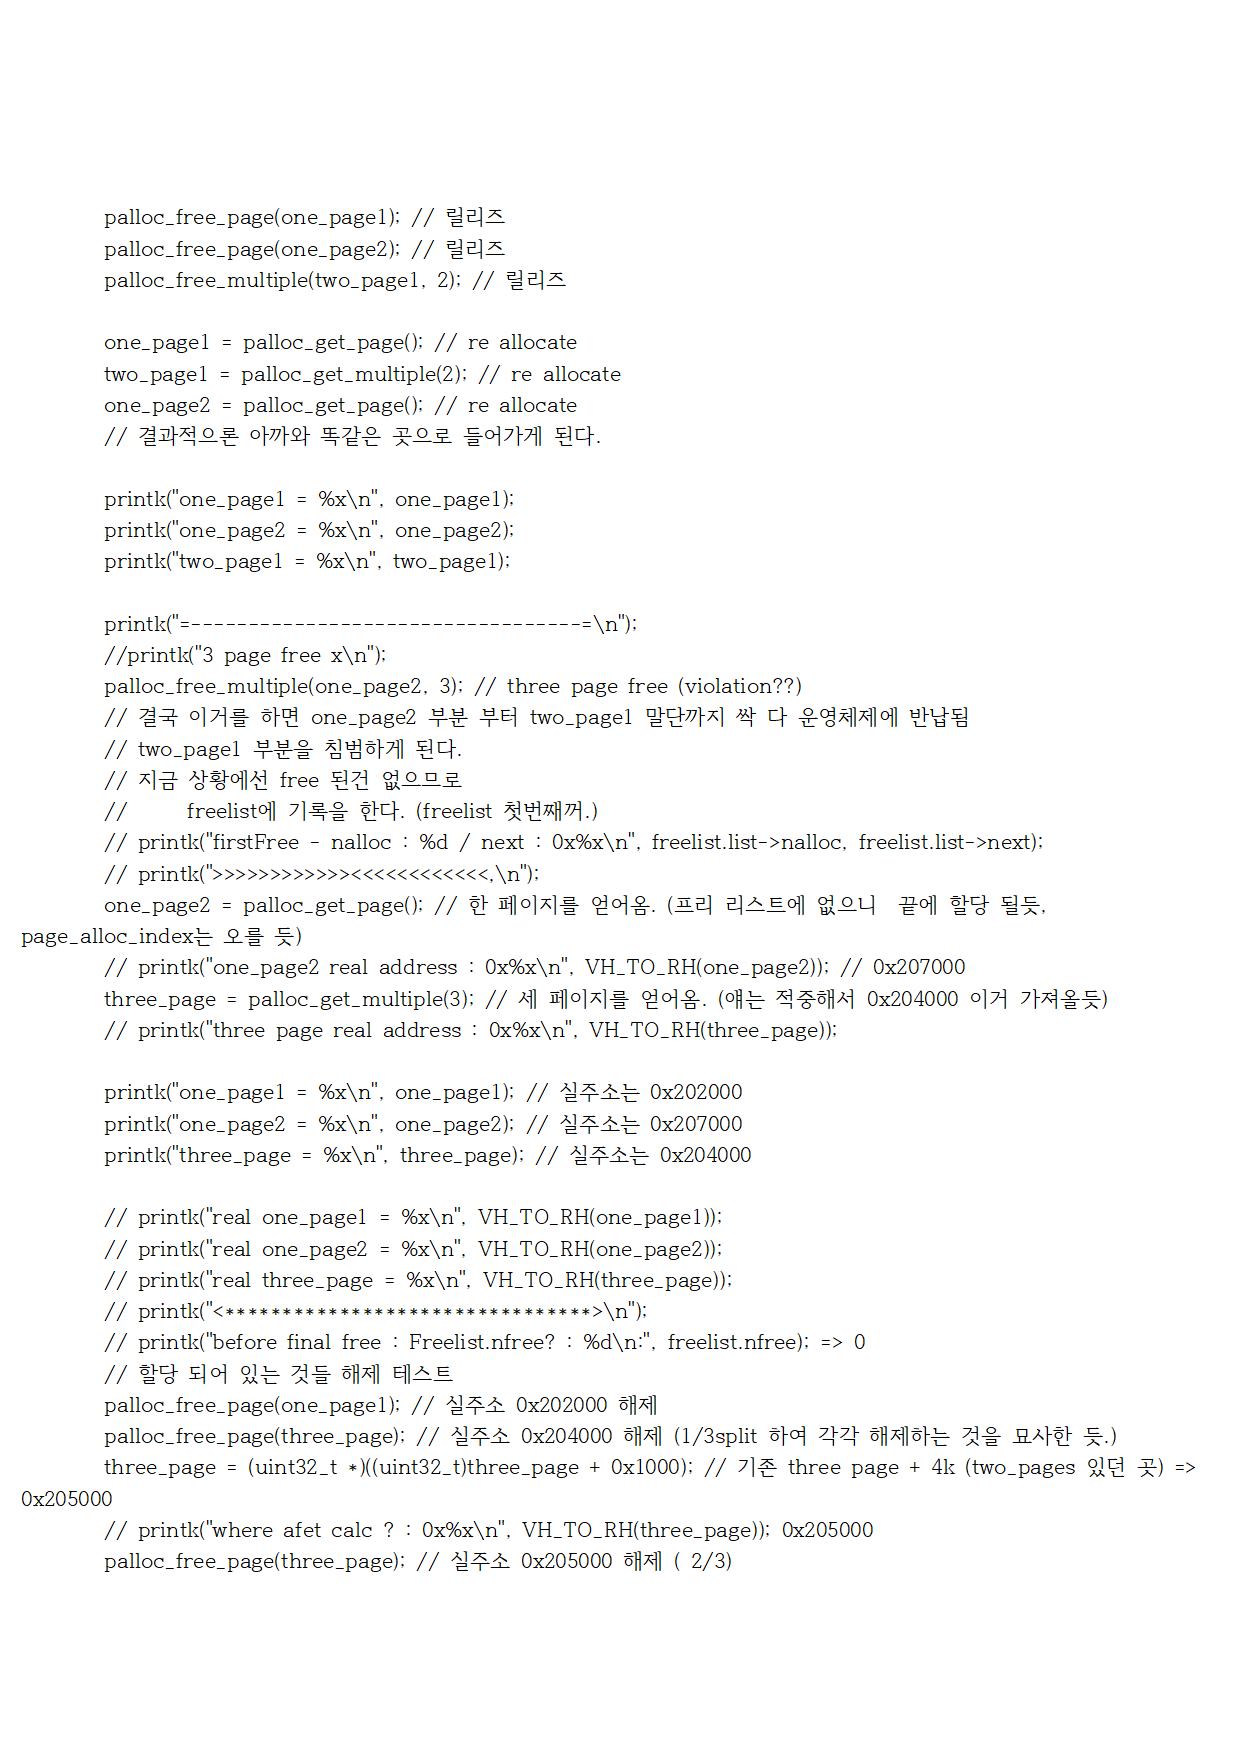 palloc_free_page(one_page1); // 릴리즈
palloc_free_page(one_page2); // 릴리즈
palloc_free_multiple(two_page1, 2); // 릴리즈
one_page1 = palloc_get_page(); // re allocate
two_page1 = palloc_get_multiple(2); // re allocate
one_page2 = palloc_get_page(); // re allocate
// 결과적으론 아까와 똑같은 곳으로 들어가게 된다.
printk("one_page1 = %x\n", one_page1);
printk("one_page2 = %x\n", one_page2);
printk("two_page1 = %x\n", two_page1);
printk("=----------------------------------=\n");
//printk("3 page free x\n");
palloc_free_multiple(one_page2, 3); // three page free (violation??)
// 결국 이거를 하면 one_page2 부분 부터 two_page1 말단까지 싹 다 운영체제에 반납됨
// two_page1 부분을 침범하게 된다.
// 지금 상황에선 free 된건 없으므로
//     freelist에 기록을 한다. (freelist 첫번째꺼.)
// printk("firstFree - nalloc : %d / next : 0x%x\n", freelist.list->nalloc, freelist.list->next);
// printk(">>>>>>>>>>>><<<<<<<<<<<<,\n");
one_page2 = palloc_get_page(); // 한 페이지를 얻어옴. (프리 리스트에 없으니  끝에 할당 될듯,
page_alloc_index는 오를 듯)
// printk("one_page2 real address : 0x%x\n", VH_TO_RH(one_page2)); // 0x207000
three_page = palloc_get_multiple(3); // 세 페이지를 얻어옴. (얘는 적중해서 0x204000 이거 가져올듯)
// printk("three page real address : 0x%x\n", VH_TO_RH(three_page));
printk("one_page1 = %x\n", one_page1); // 실주소는 0x202000
printk("one_page2 = %x\n", one_page2); // 실주소는 0x207000
printk("three_page = %x\n", three_page); // 실주소는 0x204000
// printk("real one_page1 = %x\n", VH_TO_RH(one_page1));
// printk("real one_page2 = %x\n", VH_TO_RH(one_page2));
// printk("real three_page = %x\n", VH_TO_RH(three_page));
// printk("<********************************>\n");
// printk("before final free : Freelist.nfree? : %d\n:", freelist.nfree); => 0
// 할당 되어 있는 것들 해제 테스트
palloc_free_page(one_page1); // 실주소 0x202000 해제
palloc_free_page(three_page); // 실주소 0x204000 해제 (1/3split 하여 각각 해제하는 것을 묘사한 듯.)
three_page = (uint32_t *)((uint32_t)three_page + 0x1000); // 기존 three page + 4k (two_pages 있던 곳) =>
0x205000
// printk("where afet calc ? : 0x%x\n", VH_TO_RH(three_page)); 0x205000
palloc_free_page(three_page); // 실주소 0x205000 해제 ( 2/3)